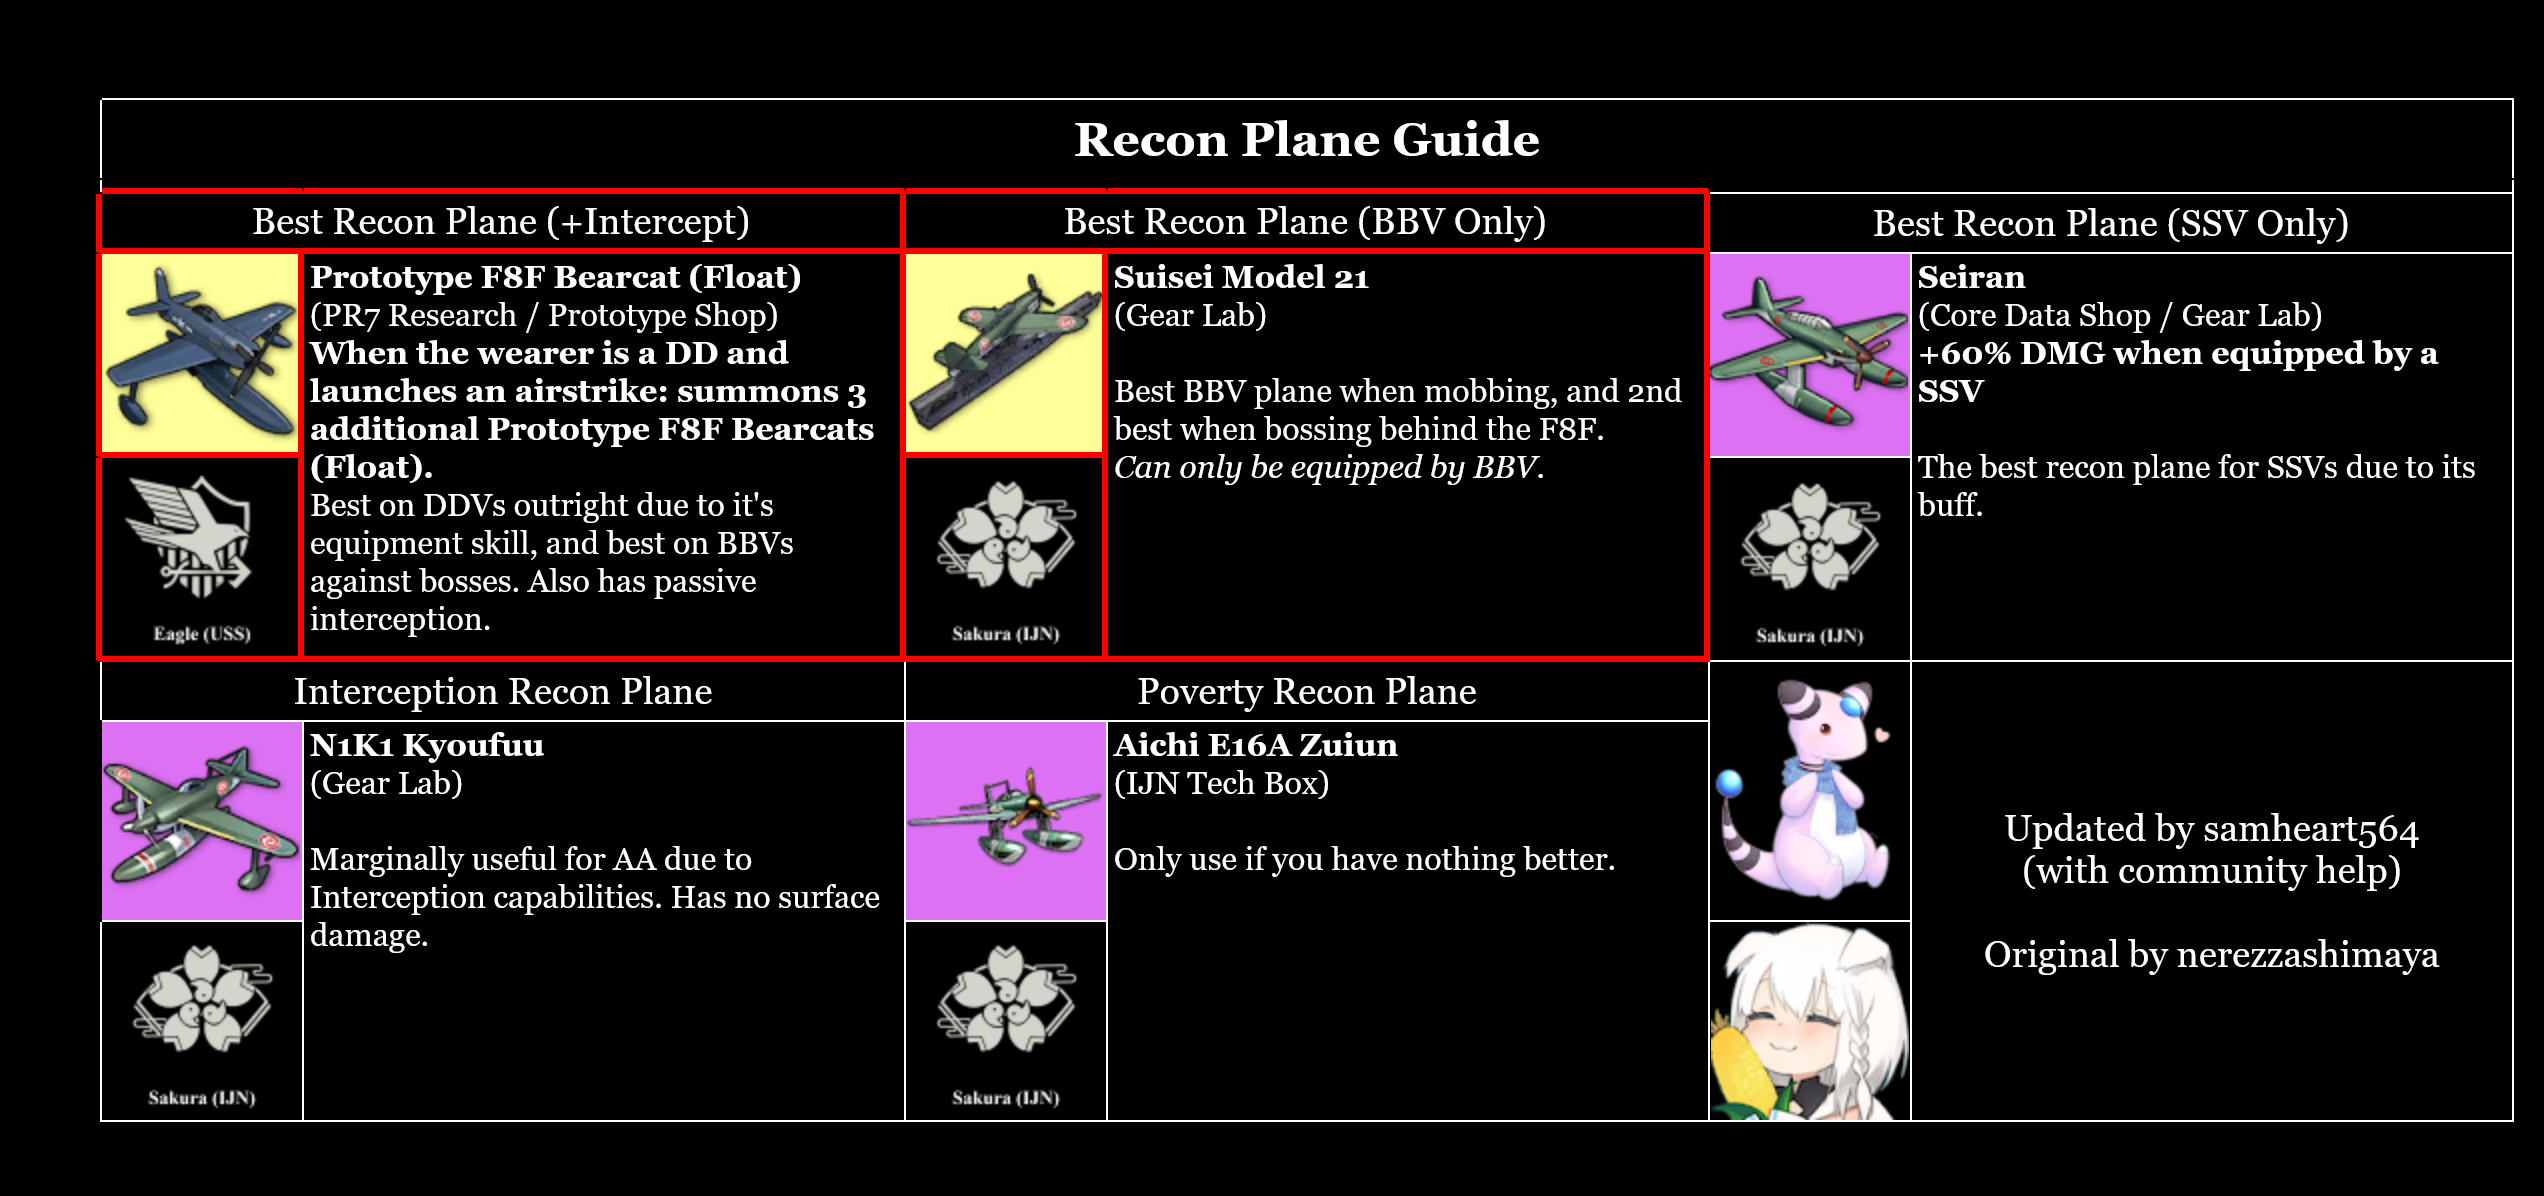 Recon Plane Guide
Best Recon Plane (+Intercept)
Prototype F8F Bearcat (Float)
(PR7 Research / Prototype Shop)
When the wearer is a DD and
launches an airstrike: summons 3
additional Prototype F8F Bearcats
(Float).
Best on DDVs outright due to it's
equipment skill, and best on BBVs
against bosses. Also has passive
interception.
Eagle (USS)
Best Recon Plane (BBV Only)
Suisei Model 21
(Gear Lab)
Best BBV plane when mobbing, and 2nd
best when bossing behind the F8F.
Can only be equipped by BBV.
Sakura (IJN)
Best Recon Plane (SSV Only)
Seiran
(Core Data Shop / Gear Lab)
+60% DMG when equipped by a
SSV
The best recon plane for SSVs due to its
buff.
Sakura (IJN)
Interception Recon Plane
N1K1 Kyoufuu
(Gear Lab)
Marginally useful for AA due to
Interception capabilities. Has no surface
damage.
Sakura (IJN)
Poverty Recon Plane
Aichi E16A Zuiun
(IJN Tech Box)
Only use if you have nothing better.
Sakura (IJN)
Updated by samheart564
(with community help)
Original by nerezzashimaya